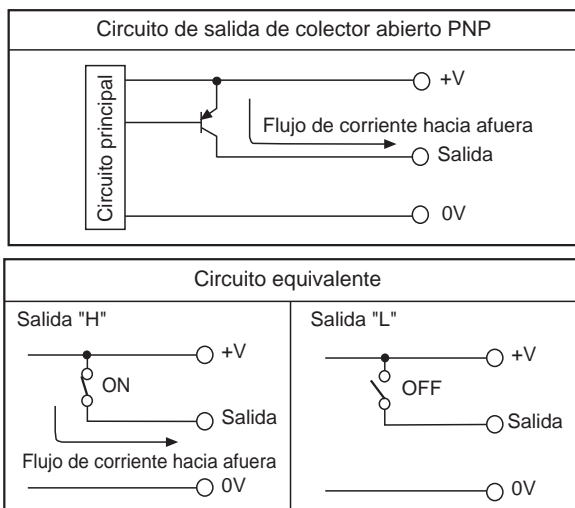 Circuito de salida de colector abierto PNP
Circuito principal
+V
Flujo de corriente hacia afuera
Salida
0V
Circuito equivalente
Salida "H"
+V
ON
Salida
Flujo de corriente hacia afuera
0V
Salida "L"
+V
OFF
Salida
0V